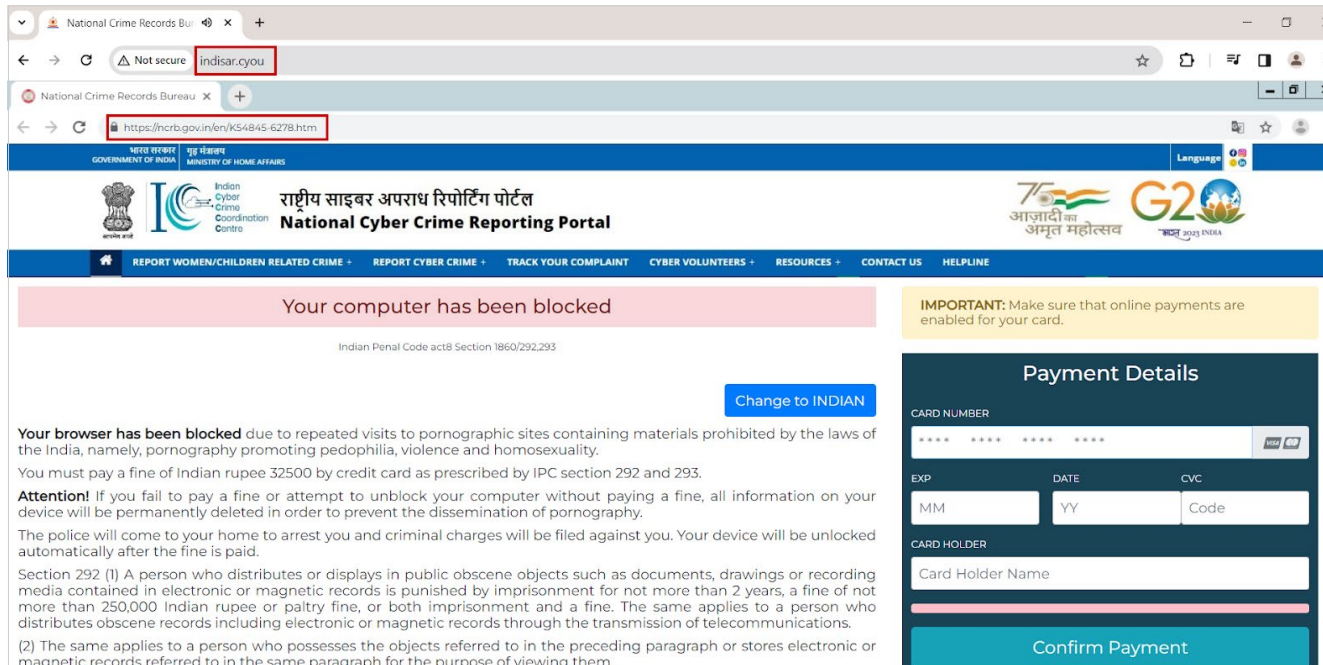 National Crime Records Bur
Not secure indisar.cyou
National Crime Records Bureau
https://ncrb.gov.in/en/K54845-6278.htm
भारत सरकार गृह मंत्रालय
GOVERNMENT OF INDIA MINISTRY OF HOME AFFAIRS
Language
सत्यमेव जयते
Indian
Cyber
Crime
Coordination
Centre
राष्ट्रीय साइबर अपराध रिपोर्टिंग पोर्टल
National Cyber Crime Reporting Portal
75
आज़ादी का
अमृत महोत्सव
G20
भारत 2023 INDIA
REPORT WOMEN/CHILDREN RELATED CRIME + REPORT CYBER CRIME + TRACK YOUR COMPLAINT CYBER VOLUNTEERS + RESOURCES + CONTACT US HELPLINE
Your computer has been blocked
Indian Penal Code act8 Section 1860/292,293
Change to INDIAN
Your browser has been blocked due to repeated visits to pornographic sites containing materials prohibited by the laws of
the India, namely, pornography promoting pedophilia, violence and homosexuality.
You must pay a fine of Indian rupee 32500 by credit card as prescribed by IPC section 292 and 293.
Attention! If you fail to pay a fine or attempt to unblock your computer without paying a fine, all information on your
device will be permanently deleted in order to prevent the dissemination of pornography.
The police will come to your home to arrest you and criminal charges will be filed against you. Your device will be unlocked
automatically after the fine is paid.
Section 292 (1) A person who distributes or displays in public obscene objects such as documents, drawings or recording
media contained in electronic or magnetic records is punished by imprisonment for not more than 2 years, a fine of not
more than 250,000 Indian rupee or paltry fine, or both imprisonment and a fine. The same applies to a person who
distributes obscene records including electronic or magnetic records through the transmission of telecommunications.
(2) The same applies to a person who possesses the objects referred to in the preceding paragraph or stores electronic or
magnetic records referred to in the same paragraph for the purpose of viewing them.
IMPORTANT: Make sure that online payments are
enabled for your card.
Payment Details
CARD NUMBER
**** **** **** ****
VISA
EXP DATE CVC
MM YY Code
CARD HOLDER
Card Holder Name
Confirm Payment